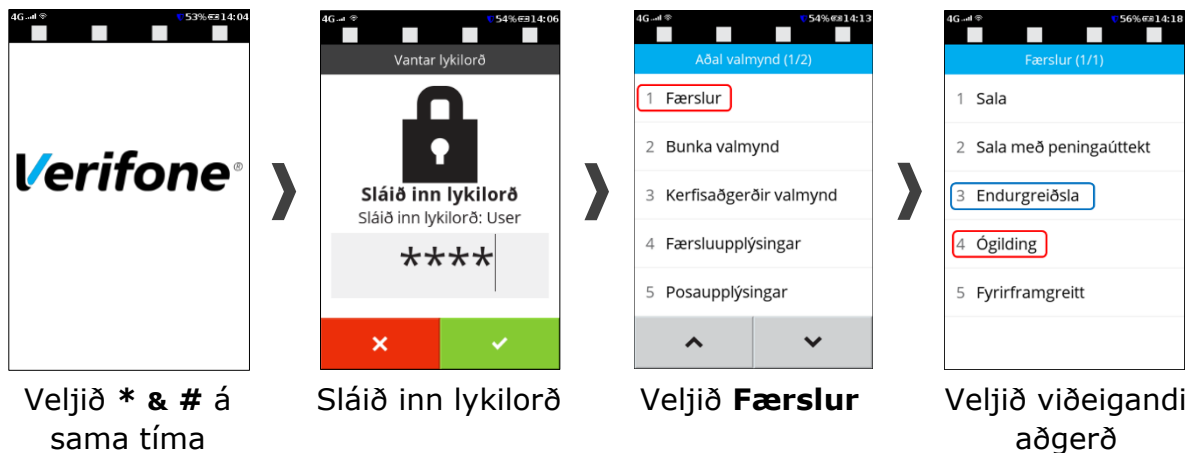 4G 53% 14:04
Verifone®
Veljið * & # á
sama tíma
4G 54% 14:06
Vantar lykilorð
Sláið inn lykilorð
Sláið inn lykilorð: User
****
Sláið inn lykilorð
4G 54% 14:13
Aðal valmynd (1/2)
1 Færslur
2 Bunka valmynd
3 Kerfisaðgerðir valmynd
4 Færsluupplýsingar
5 Posaupplýsingar
Veljið Færslur
4G 56% 14:18
Færslur (1/1)
1 Sala
2 Sala með peningaúttekt
3 Endurgreiðsla
4 Ógilding
5 Fyrirframgreitt
Veljið viðeigandi
aðgerð